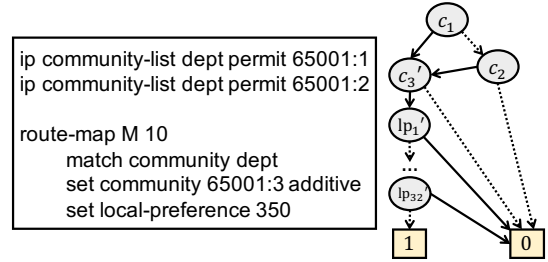 ip community-list dept permit 65001:1
ip community-list dept permit 65001:2
route-map M 10
match community dept
set community 65001:3 additive
set local-preference 350
c₁
c₂
c₃′
lp₁′
...
lp₃₂′
1
0